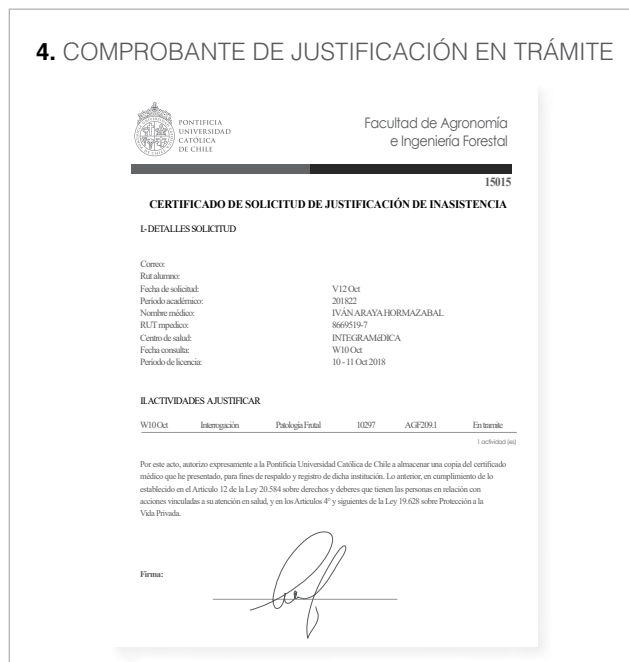 4. COMPROBANTE DE JUSTIFICACIÓN EN TRÁMITE
PONTIFICIA
UNIVERSIDAD
CATÓLICA
DE CHILE
Facultad de Agronomía
e Ingeniería Forestal
15015
CERTIFICADO DE SOLICITUD DE JUSTIFICACIÓN DE INASISTENCIA
I.- DETALLES SOLICITUD
Correo:
Rut alumno:
Fecha de solicitud: V12 Oct
Periodo académico: 201822
Nombre médico: IVÁN ARAYA HORMAZABAL
RUT mpedico: 8669519-7
Centro de salud: INTEGRAMéDICA
Fecha consulta: W10 Oct
Periodo de licencia: 10 - 11 Oct 2018
II. ACTIVIDADES A JUSTIFICAR
W10 Oct Interrogación Patología Frutal 10297 AGF209.1 En tramite
1 actividad (es)
Por este acto, autorizo expresamente a la Pontificia Universidad Católica de Chile a almacenar una copia del certificado
médico que he presentado, para fines de respaldo y registro de dicha institución. Lo anterior, en cumplimiento de lo
establecido en el Articulo 12 de la Ley 20.584 sobre derechos y deberes que tienen las personas en relación con
acciones vinculadas a su atención en salud, y en los Articulos 4° y siguientes de la Ley 19.628 sobre Protección a la
Vida Privada.
Firma: